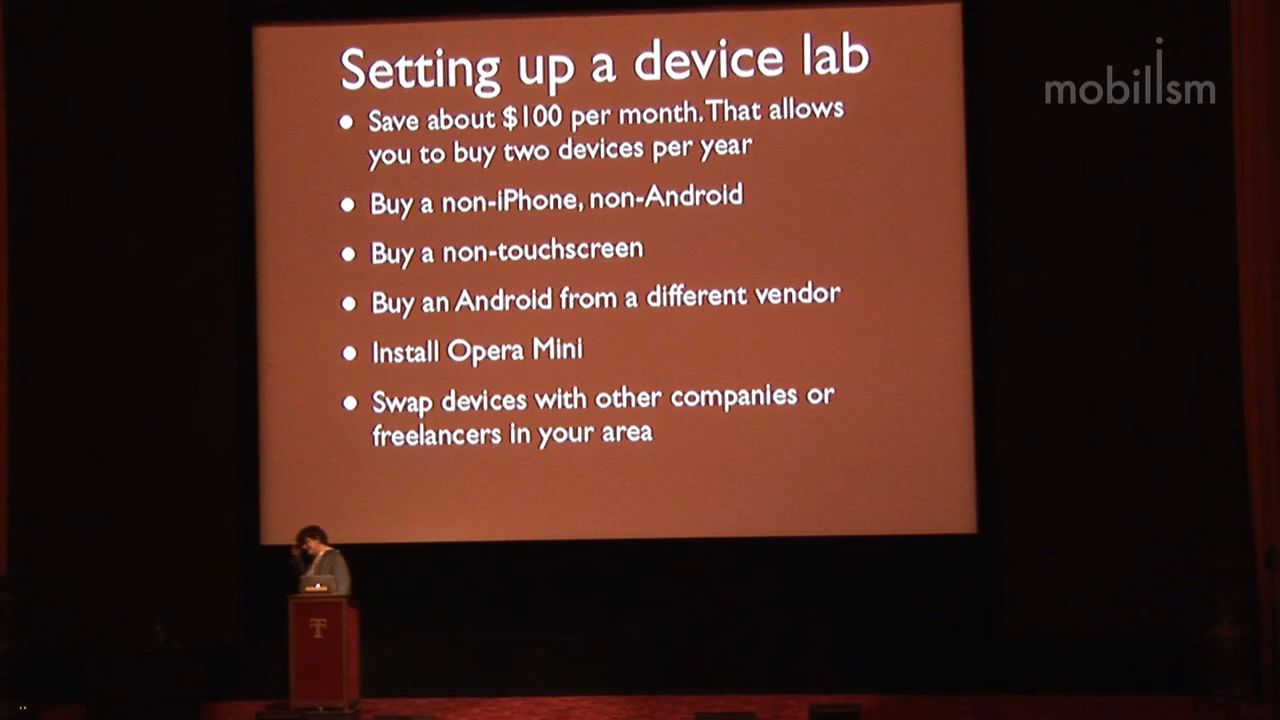 Setting up a device lab
mobilism
• Save about $100 per month. That allows
you to buy two devices per year
• Buy a non-iPhone, non-Android
• Buy a non-touchscreen
• Buy an Android from a different vendor
• Install Opera Mini
• Swap devices with other companies or
freelancers in your area
T